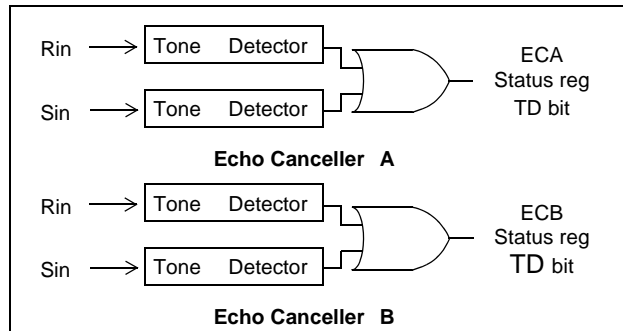 Rin Tone Detector
ECA
Status reg
TD bit
Sin Tone Detector
Echo Canceller A
Rin Tone Detector
ECB
Status reg
TD bit
Sin Tone Detector
Echo Canceller B